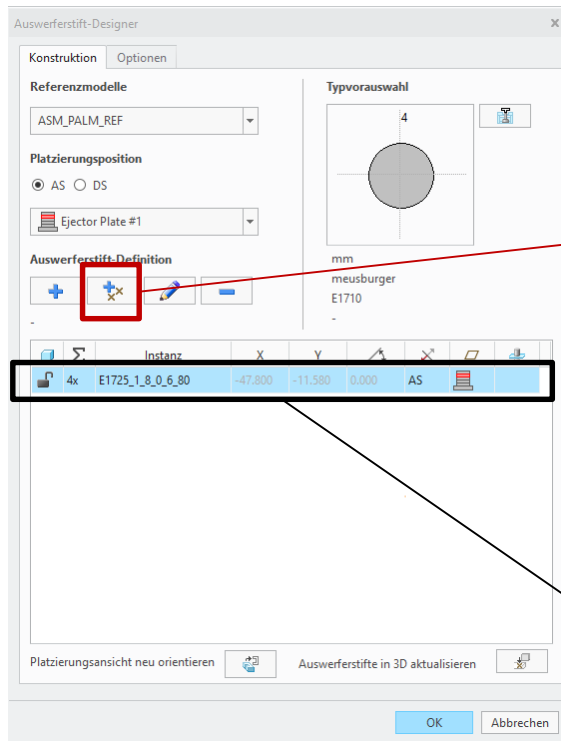 Auswerferstift-Designer x
Konstruktion Optionen
Referenzmodelle
ASM_PALM_REF
Platzierungsposition
AS DS
Ejector Plate #1
Auswerferstift-Definition
-
Typvorauswahl
4
mm
meusburger
E1710
-
Σ Instanz X Y
4x E1725_1_8_0_6_80 -47.800 -11.580 0.000 AS
Platzierungsansicht neu orientieren Auswerferstifte in 3D aktualisieren
OK Abbrechen